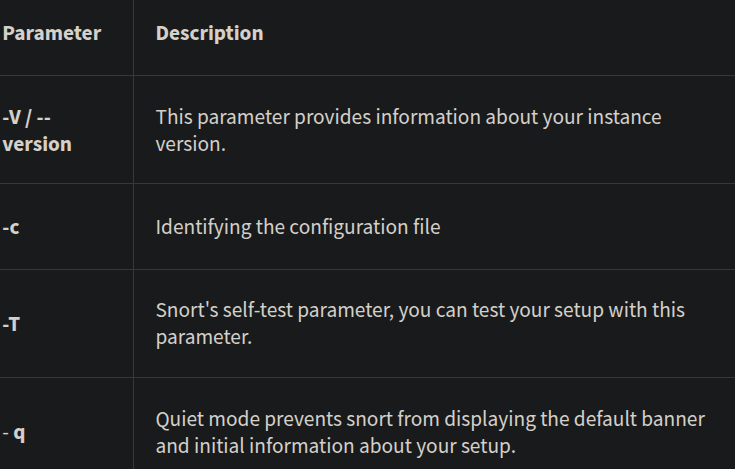 Parameter Description
-V / --
version
This parameter provides information about your instance
version.
-c Identifying the configuration file
-T
Snort's self-test parameter, you can test your setup with this
parameter.
- q
Quiet mode prevents snort from displaying the default banner
and initial information about your setup.